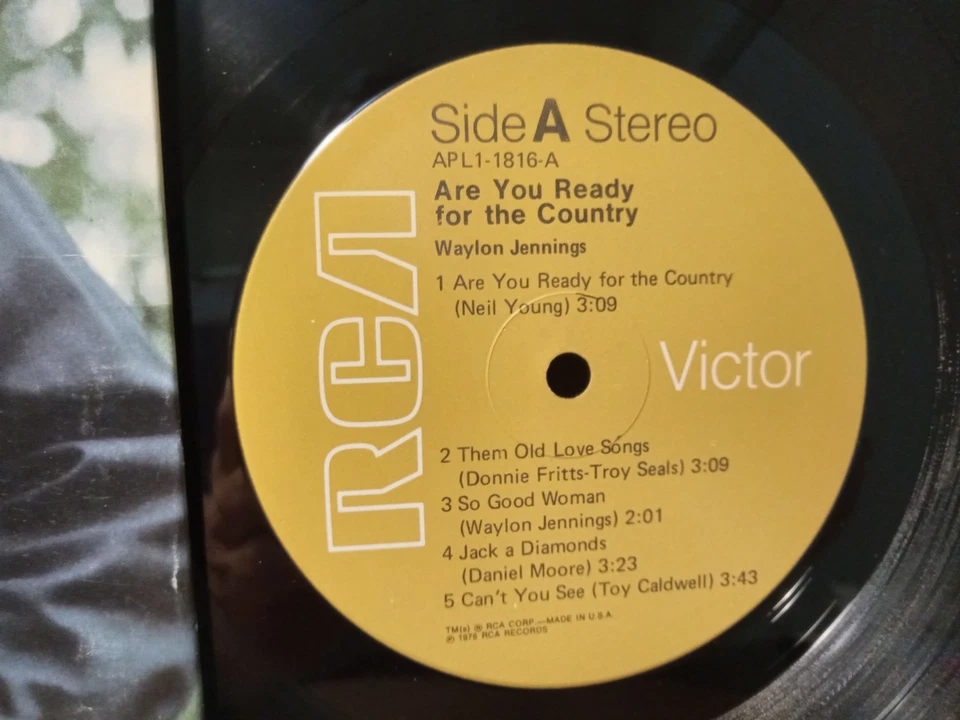 Side A Stereo
APL1-1816-A
Are You Ready
for the Country
Waylon Jennings
1 Are You Ready for the Country
(Neil Young) 3:09
RCA
Victor
2 Them Old Love Songs
(Donnie Fritts-Troy Seals) 3:09
3 So Good Woman
(Waylon Jennings) 2:01
4 Jack a Diamonds
(Daniel Moore) 3:23
5 Can't You See (Toy Caldwell) 3:43
TM(s) ® RCA CORP.—MADE IN U.S.A.
℗ 1976 RCA RECORDS